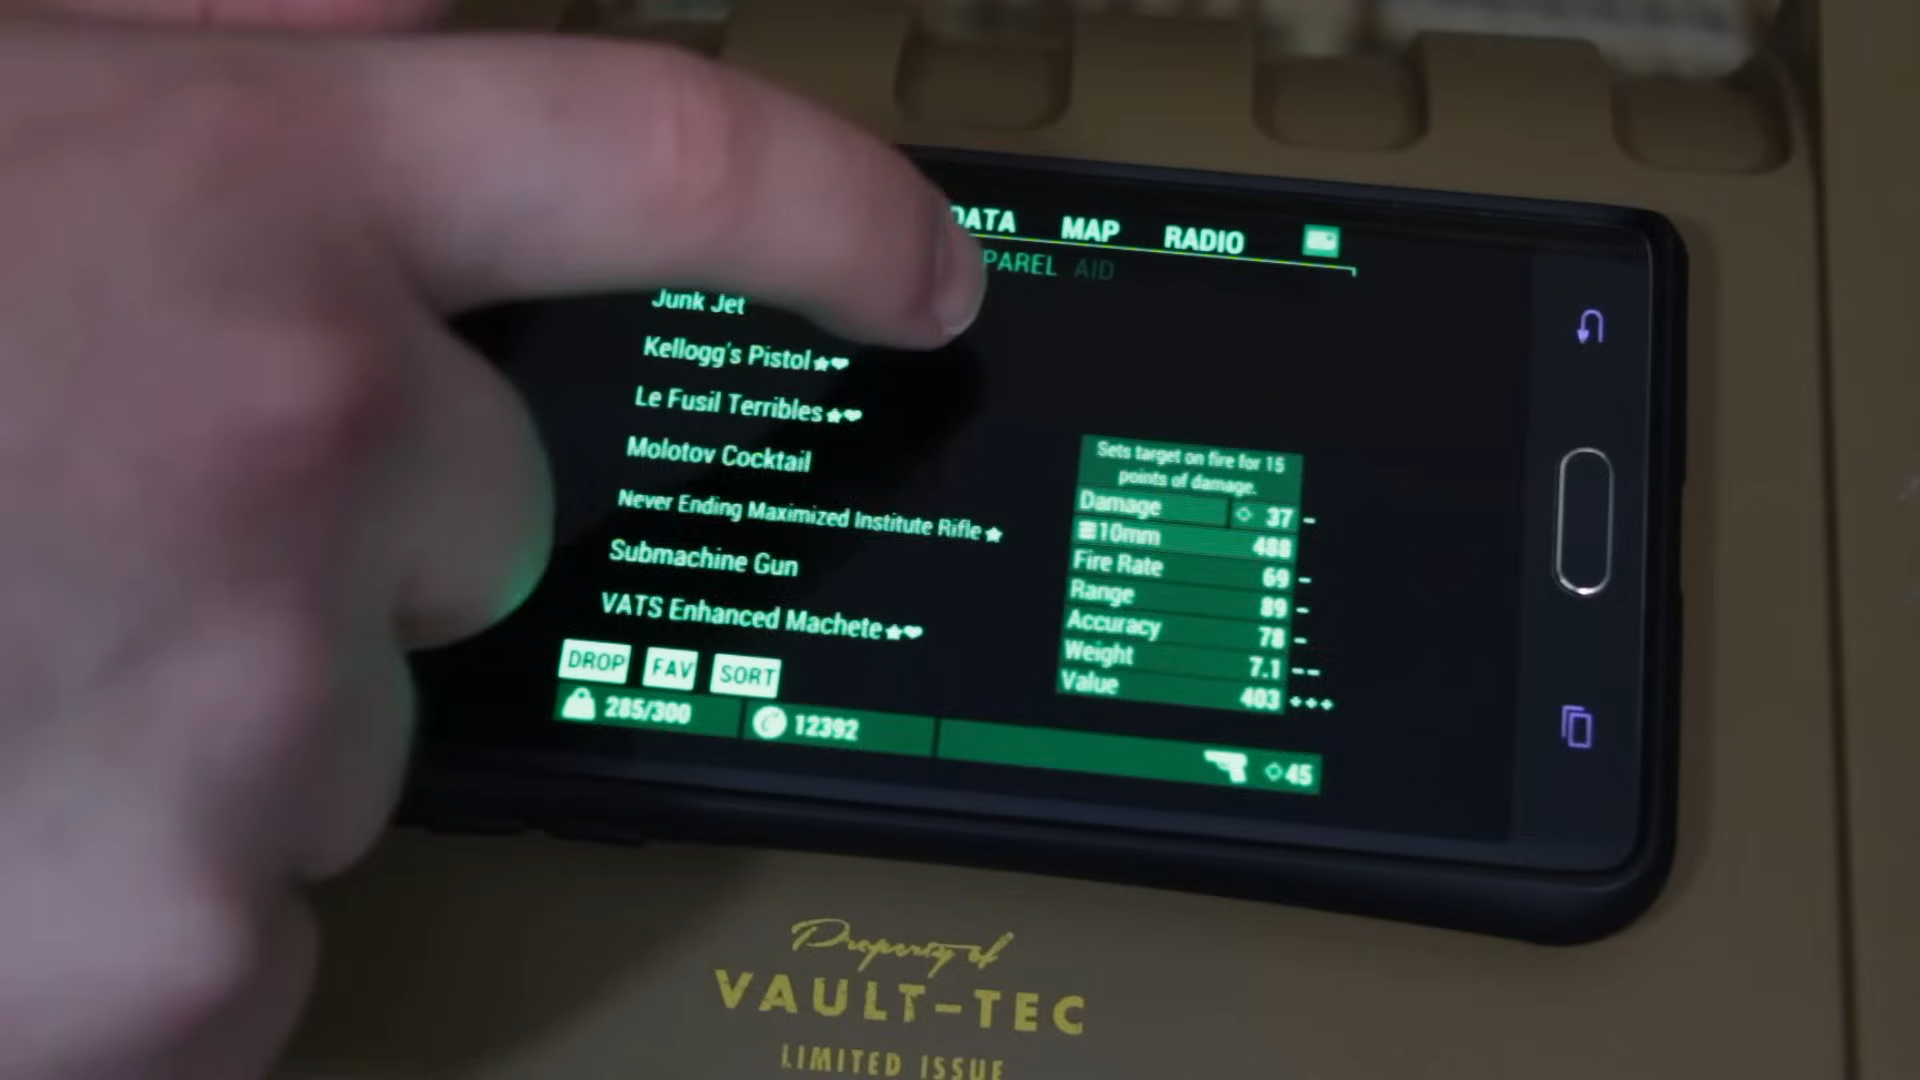 DATA MAP RADIO
PAREL AID
Junk Jet
Kellogg's Pistol
Le Fusil Terribles
Molotov Cocktail
Never Ending Maximized Institute Rifle
Submachine Gun
VATS Enhanced Machete
Sets target on fire for 15
points of damage.
Damage 37 -
10mm 488
Fire Rate 69 -
Range 89 -
Accuracy 78 -
Weight 7.1 --
Value 403 +++
DROP FAV SORT
285/300 12392 45
Property of
VAULT-TEC
LIMITED ISSUE